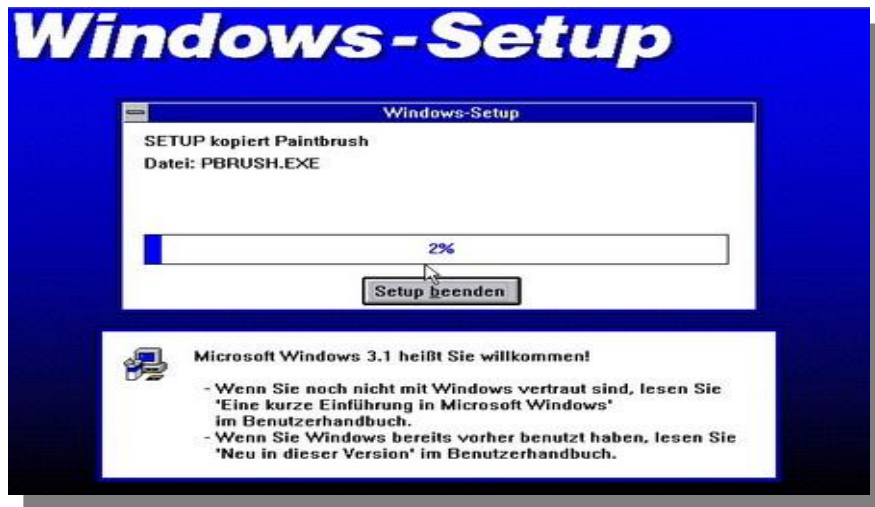 Windows-Setup
Windows-Setup
SETUP kopiert Paintbrush
Datei: PBRUSH.EXE
2%
Setup beenden
Microsoft Windows 3.1 heißt Sie willkommen!
- Wenn Sie noch nicht mit Windows vertraut sind, lesen Sie
'Eine kurze Einführung in Microsoft Windows'
im Benutzerhandbuch.
- Wenn Sie Windows bereits vorher benutzt haben, lesen Sie
'Neu in dieser Version' im Benutzerhandbuch.